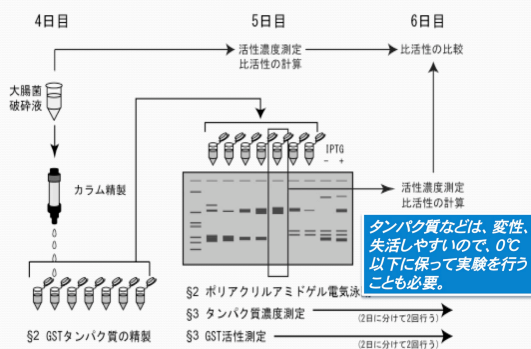 4日目
5日目
6日目
活性濃度測定
比活性の計算
比活性の比較
大腸菌
破砕液
カラム精製
IPTG
− +
活性濃度測定
比活性の計算
タンパク質などは、変性、
失活しやすいので、0℃
以下に保って実験を行う
ことも必要。
§2 ポリアクリルアミドゲル電気泳
§3 タンパク質濃度測定
(2日に分けて2回行う)
§2 GSTタンパク質の精製
§3 GST活性測定
(2日に分けて2回行う)